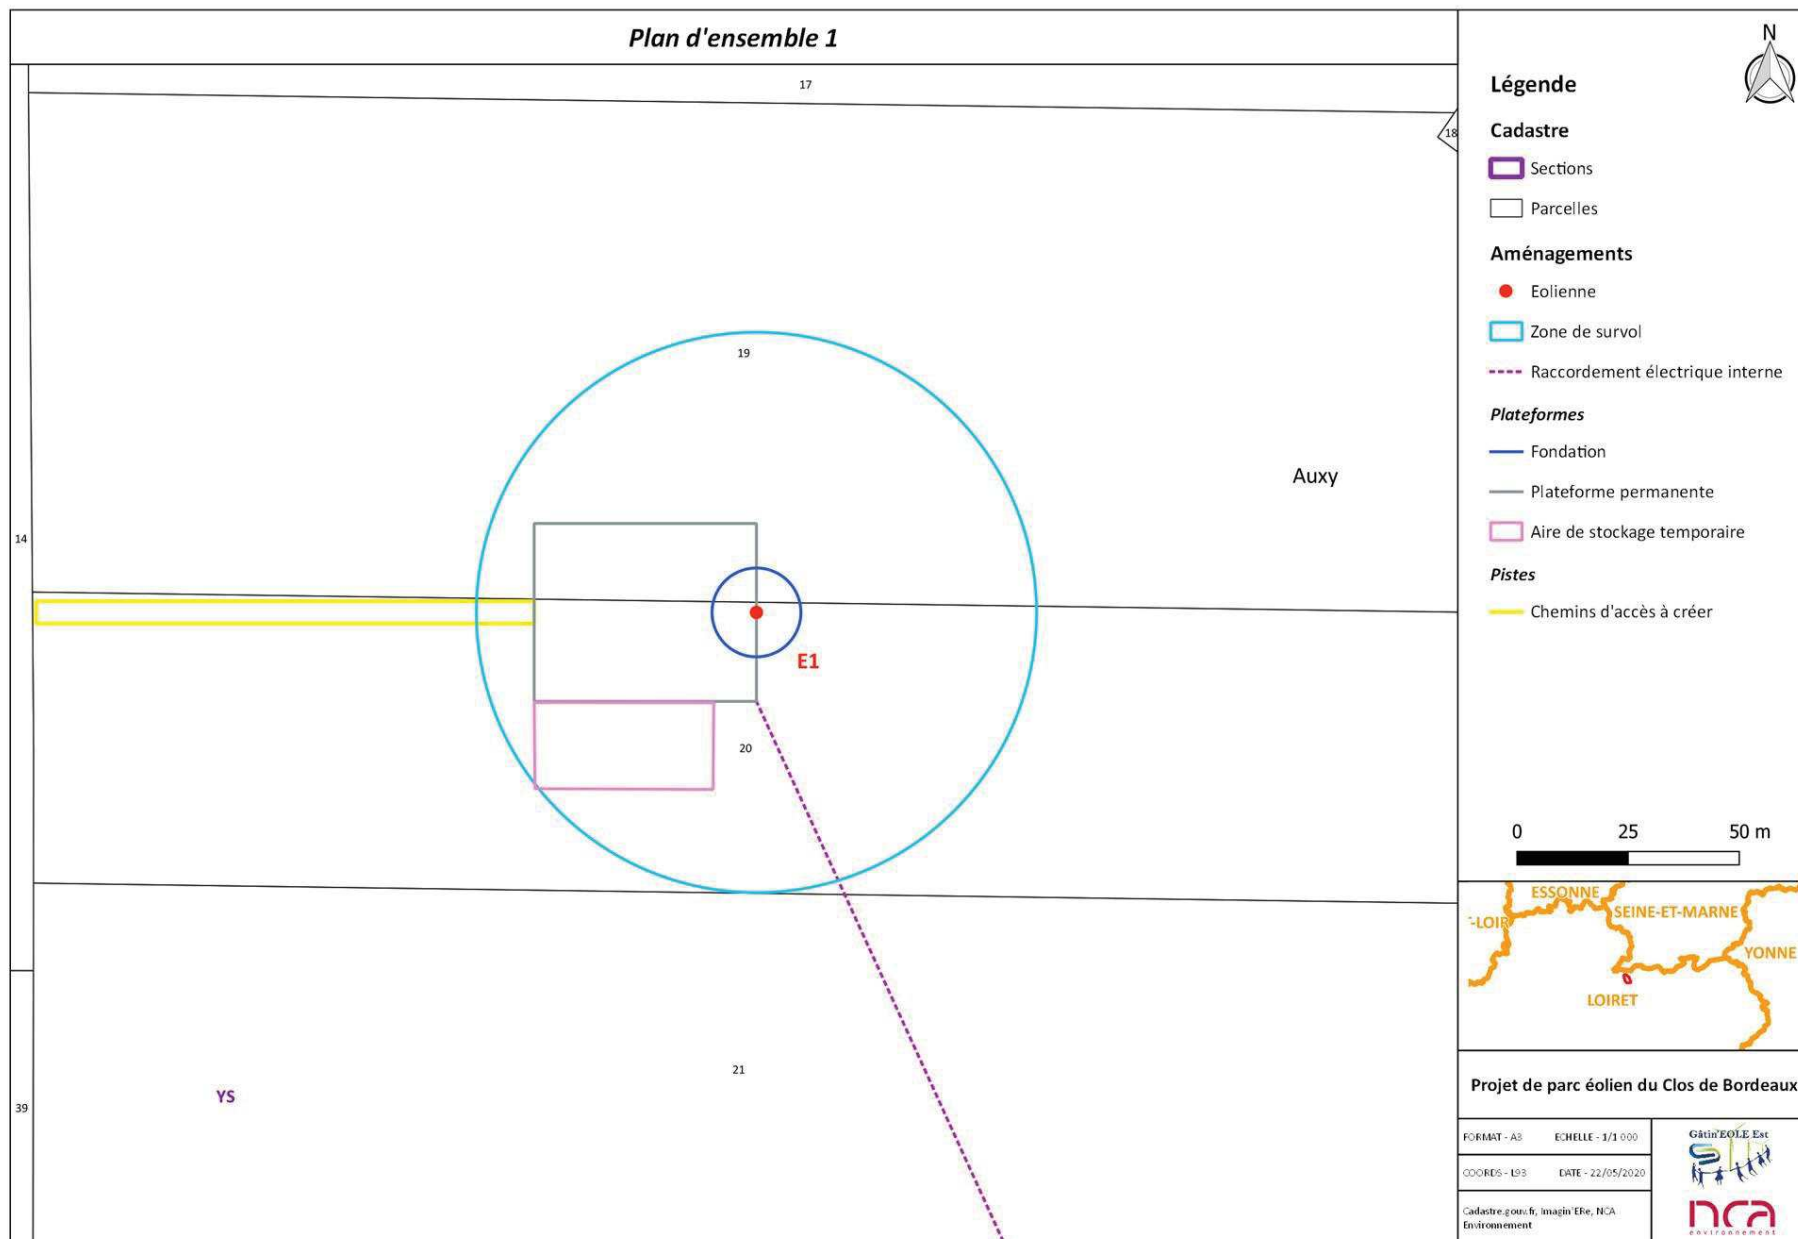 Plan d'ensemble 1
17
18
19
Auxy
14
E1
20
21
YS
39
N
Légende
Cadastre
Sections
Parcelles
Aménagements
Eolienne
Zone de survol
Raccordement électrique interne
Plateformes
Fondation
Plateforme permanente
Aire de stockage temporaire
Pistes
Chemins d'accès à créer
0 25 50 m
ESSONNE
-LOIR
SEINE-ET-MARNE
YONNE
LOIRET
Projet de parc éolien du Clos de Bordeaux
FORMAT - A3 ECHELLE - 1/1 000
COORDS - L93 DATE - 22/05/2020
Cadastre.gouv.fr, Imagin'ERe, NCA
Environnement
Gâtin'EOLE Est
nca
environnement